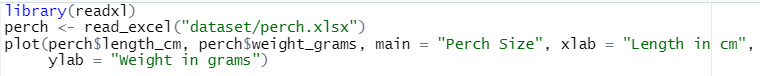 library(readxl)
perch <- read_excel("dataset/perch.xlsx")
plot(perch$length_cm, perch$weight_grams, main = "Perch Size", xlab = "Length in cm",
     ylab = "Weight in grams")